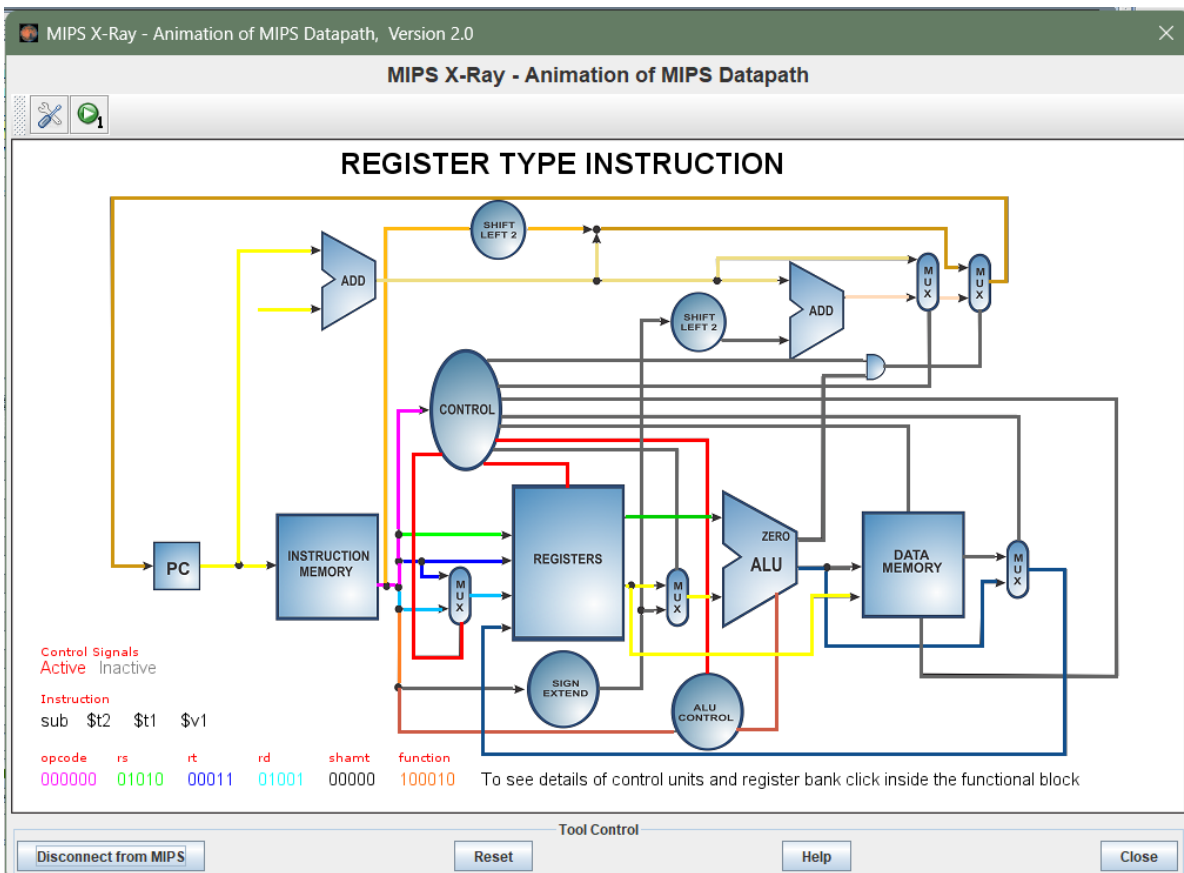 MIPS X-Ray - Animation of MIPS Datapath, Version 2.0
MIPS X-Ray - Animation of MIPS Datapath
1
REGISTER TYPE INSTRUCTION
SHIFT
LEFT 2
ADD
MUX
MUX
SHIFT
LEFT 2
ADD
CONTROL
PC
INSTRUCTION
MEMORY
MUX
REGISTERS
MUX
ZERO
ALU
DATA
MEMORY
MUX
SIGN
EXTEND
ALU
CONTROL
Control Signals
Active Inactive
Instruction
sub $t2 $t1 $v1
opcode rs rt rd shamt function
000000 01010 00011 01001 00000 100010 To see details of control units and register bank click inside the functional block
Tool Control
Disconnect from MIPS Reset Help Close